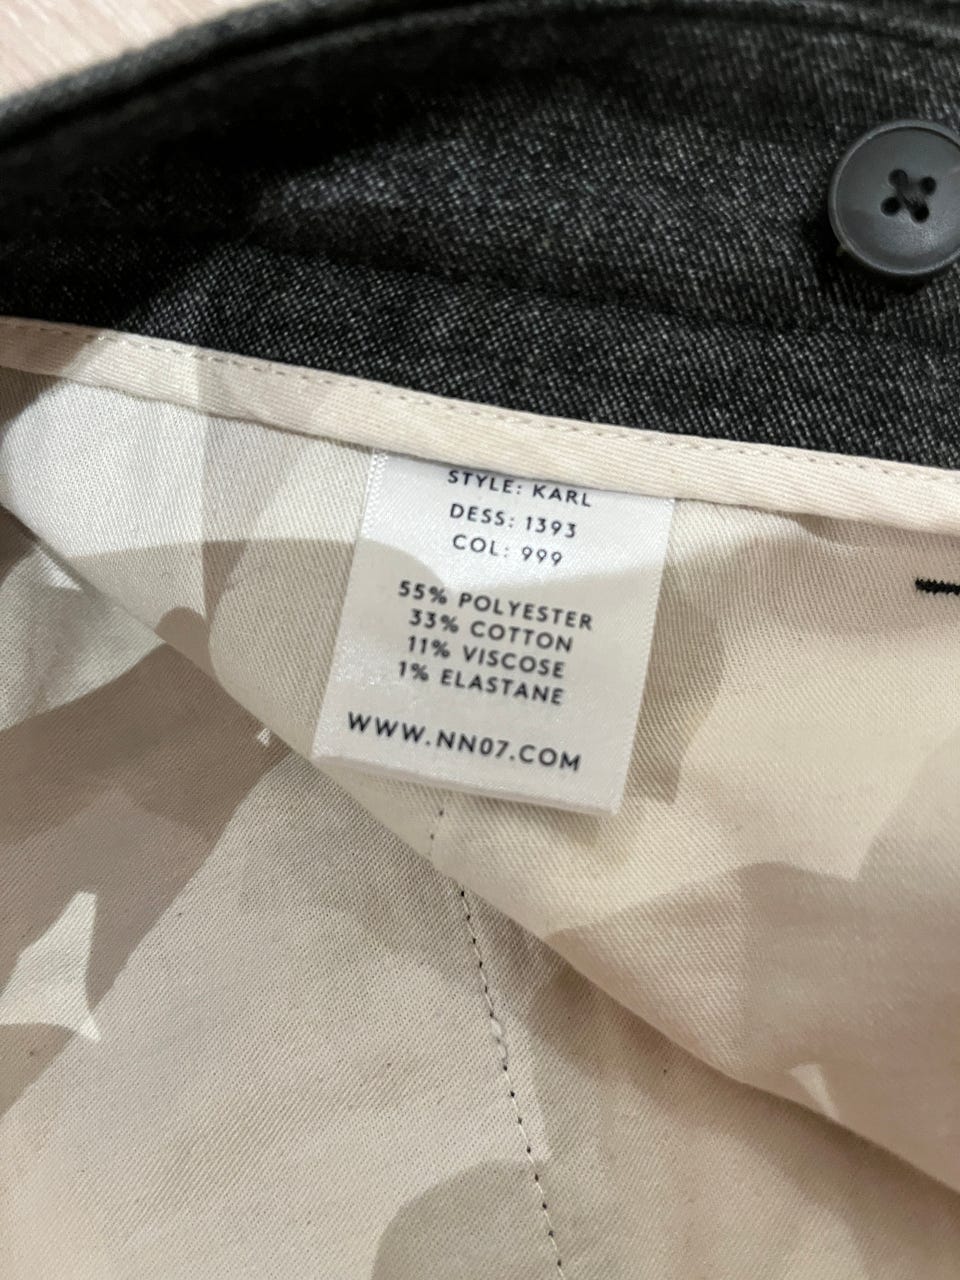 STYLE: KARL
DESS: 1393
COL: 999
55% POLYESTER
33% COTTON
11% VISCOSE
1% ELASTANE
WWW.NN07.COM